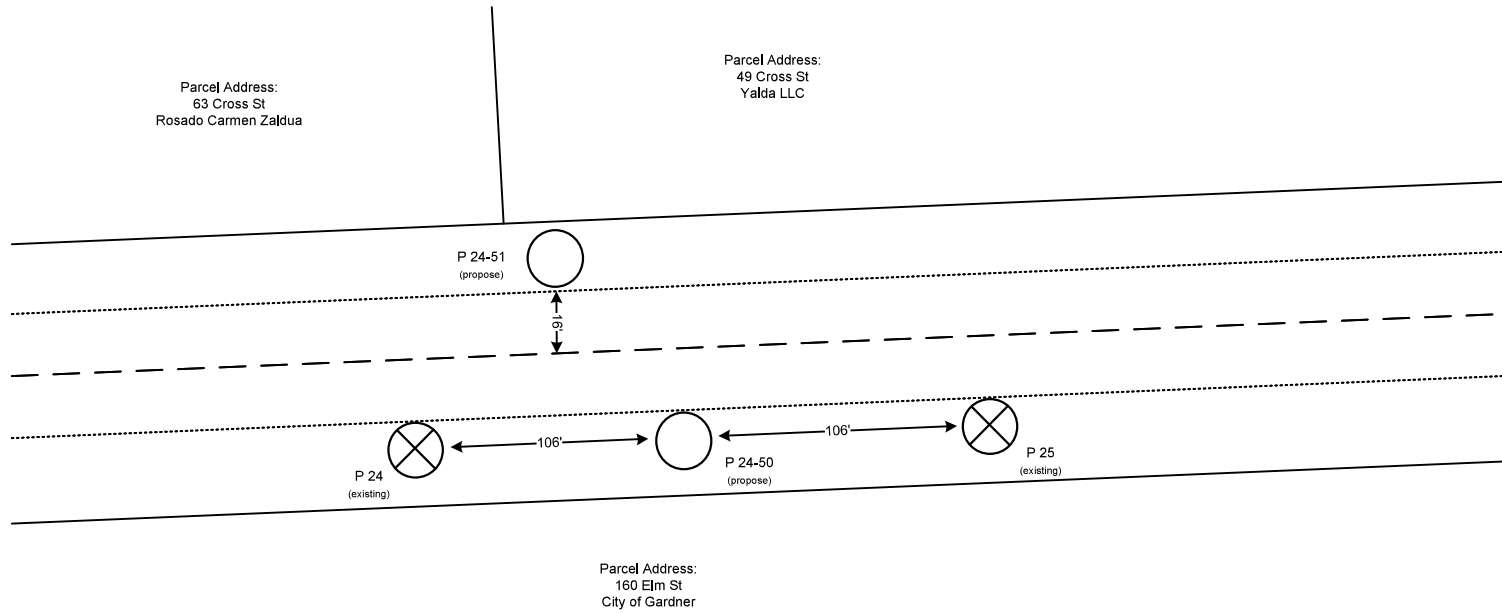 Parcel Address:
63 Cross St
Rosado Carmen Zaldua
Parcel Address:
49 Cross St
Yalda LLC
P 24-51
(propose)
16'
106'
106'
P 24
(existing)
P 24-50
(propose)
P 25
(existing)
Parcel Address:
160 Elm St
City of Gardner